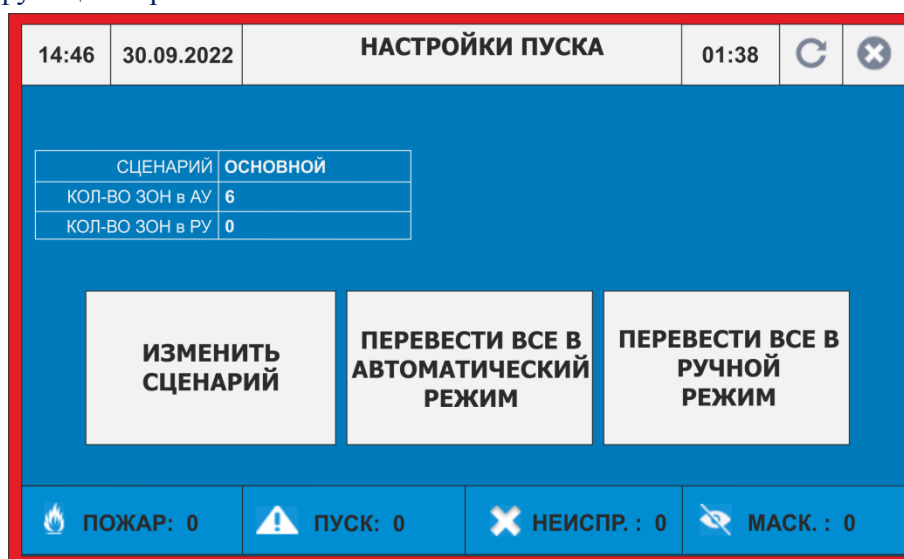 14:46 30.09.2022 НАСТРОЙКИ ПУСКА 01:38
СЦЕНАРИЙ ОСНОВНОЙ
КОЛ-ВО ЗОН в АУ 6
КОЛ-ВО ЗОН в РУ 0
ИЗМЕНИТЬ
СЦЕНАРИЙ
ПЕРЕВЕСТИ ВСЕ В
АВТОМАТИЧЕСКИЙ
РЕЖИМ
ПЕРЕВЕСТИ ВСЕ В
РУЧНОЙ
РЕЖИМ
ПОЖАР: 0 ПУСК: 0 НЕИСПР. : 0 МАСК. : 0